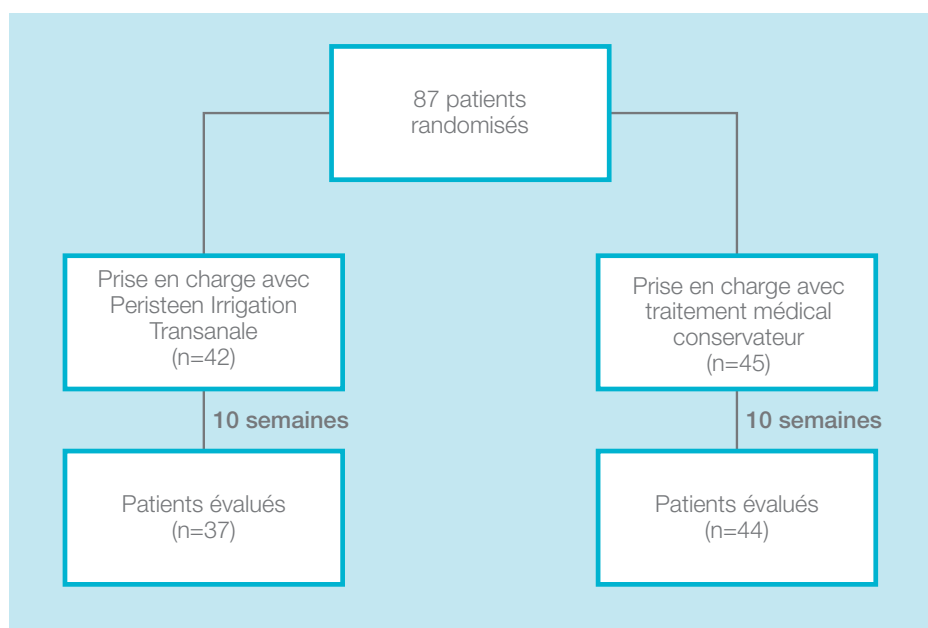 87 patients
randomisés
Prise en charge avec
Peristeen Irrigation
Transanale
(n=42)
Prise en charge avec
traitement médical
conservateur
(n=45)
10 semaines
10 semaines
Patients évalués
(n=37)
Patients évalués
(n=44)